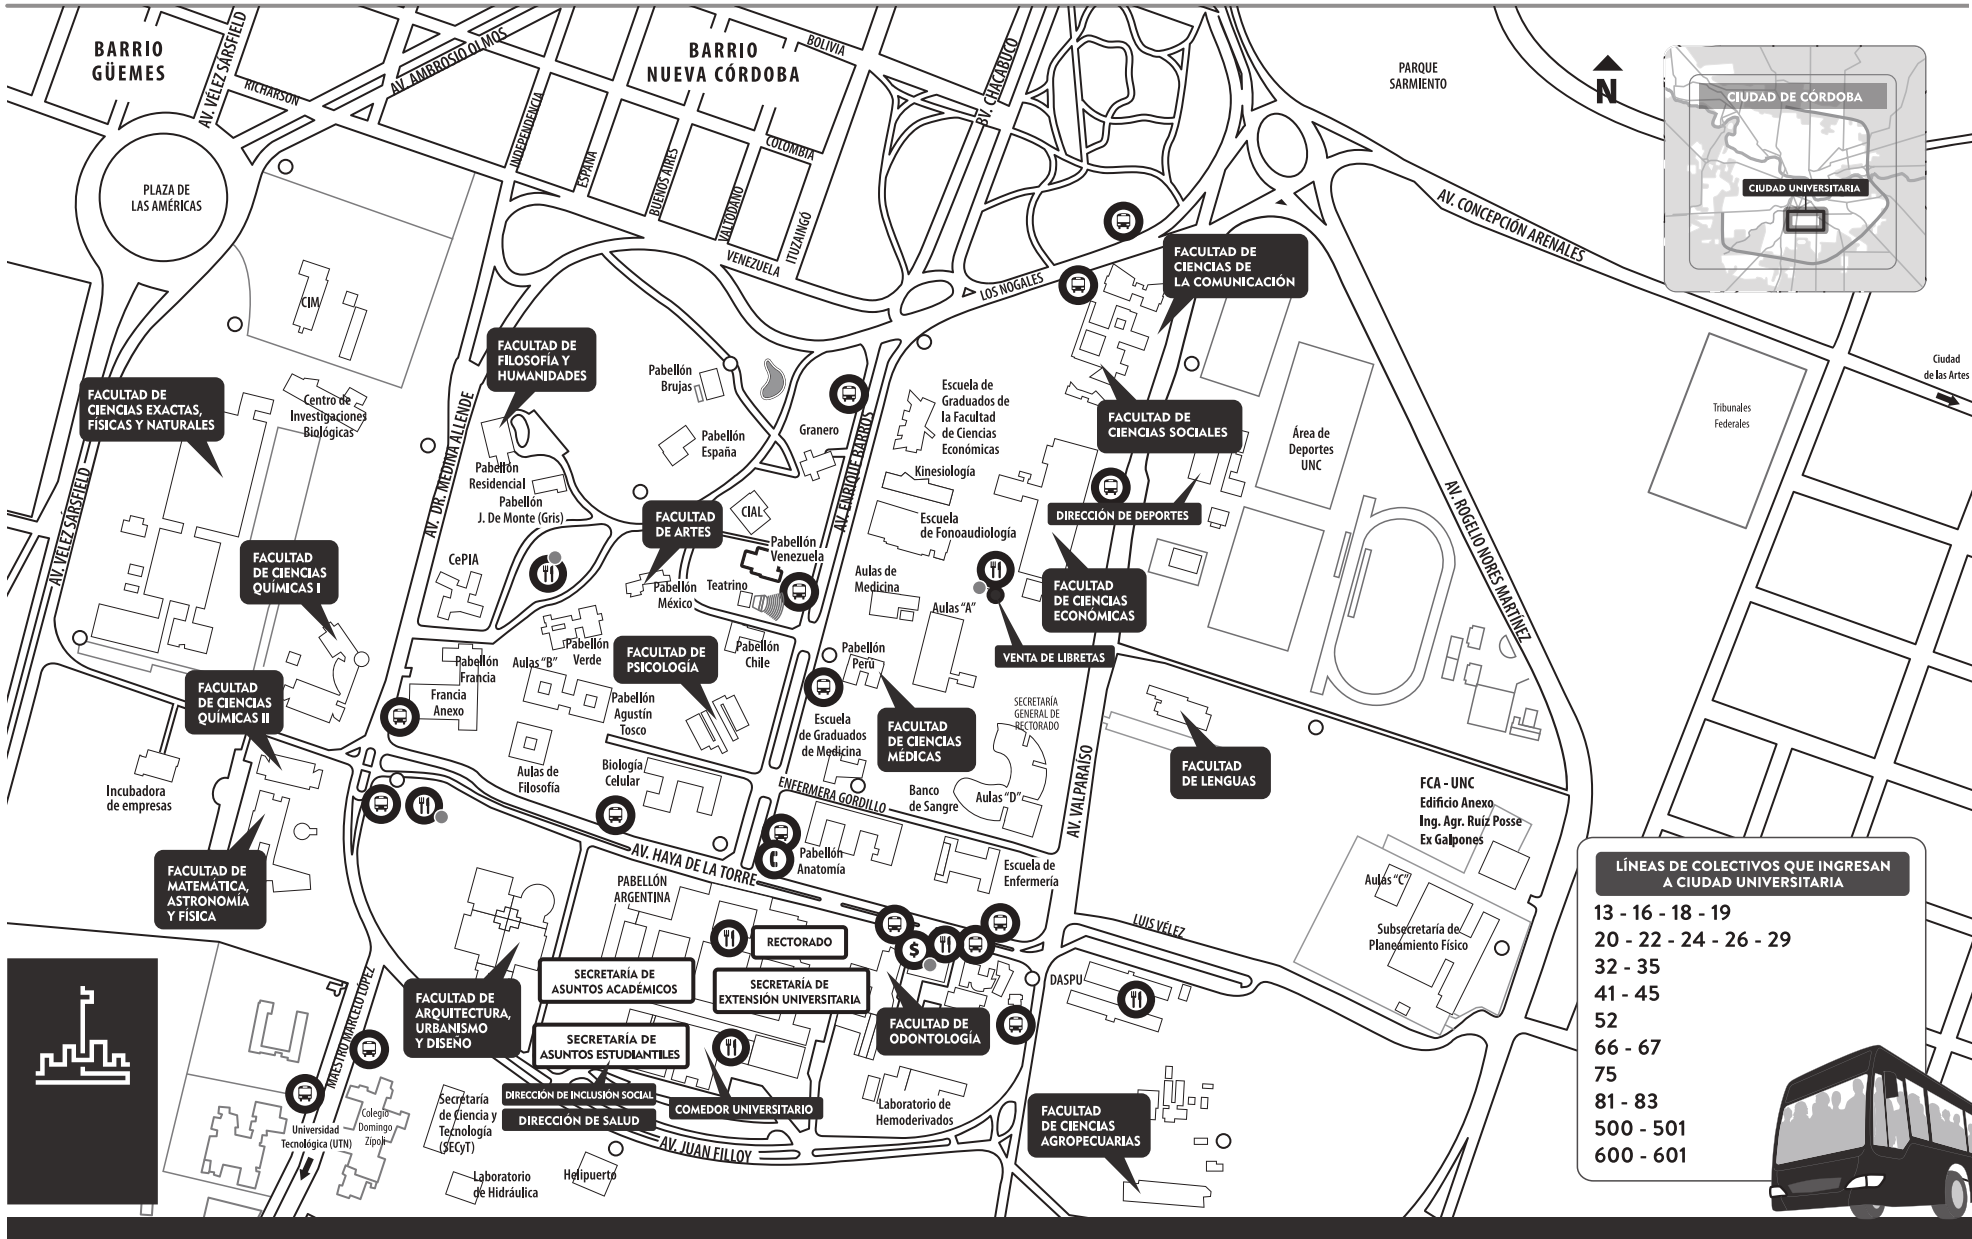 BARRIO
GÜEMES
AV. VÉLEZ SÁRSFIELD
RICHARSON
AV. AMBROSIO OLMOS
BARRIO
NUEVA CÓRDOBA
BOLIVIA
BV. CHACABUCO
INDEPENDENCIA
ESPAÑA
BUENOS AIRES
VALTODANO
ITUZAINGÓ
COLOMBIA
VENEZUELA
PARQUE
SARMIENTO
N
CIUDAD DE CÓRDOBA
CIUDAD UNIVERSITARIA
AV. CONCEPCIÓN ARENALES
PLAZA DE
LAS AMÉRICAS
LOS NOGALES
FACULTAD DE
CIENCIAS DE
LA COMUNICACIÓN
CIM
FACULTAD DE
FILOSOFÍA Y
HUMANIDADES
Pabellón
Brujas
Ciudad
de las Artes
FACULTAD DE
CIENCIAS EXACTAS,
FÍSICAS Y NATURALES
Centro de
Investigaciones
Biológicas
AV. DR. MEDINA ALLENDE
Pabellón
España
Granero
AV. ENRIQUE BARROS
Escuela de
Graduados de
la Facultad
de Ciencias
Económicas
FACULTAD DE
CIENCIAS SOCIALES
Área de
Deportes
UNC
Tribunales
Federales
Pabellón
Residencial
Pabellón
J. De Monte (Gris)
Kinesiología
AV. VÉLEZ SÁRSFIELD
FACULTAD
DE ARTES
CIAL
Escuela
de Fonoaudiología
DIRECCIÓN DE DEPORTES
AV. ROGELIO NORES MARTÍNEZ
FACULTAD
DE CIENCIAS
QUÍMICAS I
CePIA
Pabellón
Venezuela
Teatrino
Pabellón
México
Aulas de
Medicina
Aulas "A"
FACULTAD
DE CIENCIAS
ECONÓMICAS
Pabellón
Verde
Aulas "B"
FACULTAD DE
PSICOLOGÍA
Pabellón
Chile
Pabellón
Perú
VENTA DE LIBRETAS
Pabellón
Francia
Francia
Anexo
FACULTAD
DE CIENCIAS
QUÍMICAS II
Pabellón
Agustín
Tosco
Escuela
de Graduados
de Medicina
FACULTAD
DE CIENCIAS
MÉDICAS
SECRETARÍA
GENERAL DE
RECTORADO
FACULTAD
DE LENGUAS
Incubadora
de empresas
Aulas de
Filosofía
Biología
Celular
ENFERMERA GORDILLO
Banco
de Sangre
Aulas "D"
AV. VALPARAÍSO
FCA - UNC
Edificio Anexo
Ing. Agr. Ruíz Posse
Ex Galpones
FACULTAD DE
MATEMÁTICA,
ASTRONOMÍA
Y FÍSICA
AV. HAYA DE LA TORRE
Pabellón
Anatomía
Escuela de
Enfermería
PABELLÓN
ARGENTINA
Aulas "C"
Subsecretaría de
Planeamiento Físico
LUIS VÉLEZ
$
RECTORADO
SECRETARÍA DE
ASUNTOS ACADÉMICOS
SECRETARÍA DE
EXTENSIÓN UNIVERSITARIA
DASPU
FACULTAD DE
ARQUITECTURA,
URBANISMO
Y DISEÑO
FACULTAD DE
ODONTOLOGÍA
SECRETARÍA DE
ASUNTOS ESTUDIANTILES
MAESTRO MARCELO LÓPEZ
DIRECCIÓN DE INCLUSIÓN SOCIAL
DIRECCIÓN DE SALUD
COMEDOR UNIVERSITARIO
Laboratorio de
Hemoderivados
FACULTAD
DE CIENCIAS
AGROPECUARIAS
Universidad
Tecnológica (UTN)
Colegio
Domingo
Zípoli
Secretaría
de Ciencia y
Tecnología
(SECyT)
AV. JUAN FILLOY
Laboratorio
de Hidráulica
Helipuerto
LÍNEAS DE COLECTIVOS QUE INGRESAN
A CIUDAD UNIVERSITARIA
13 - 16 - 18 - 19
20 - 22 - 24 - 26 - 29
32 - 35
41 - 45
52
66 - 67
75
81 - 83
500 - 501
600 - 601